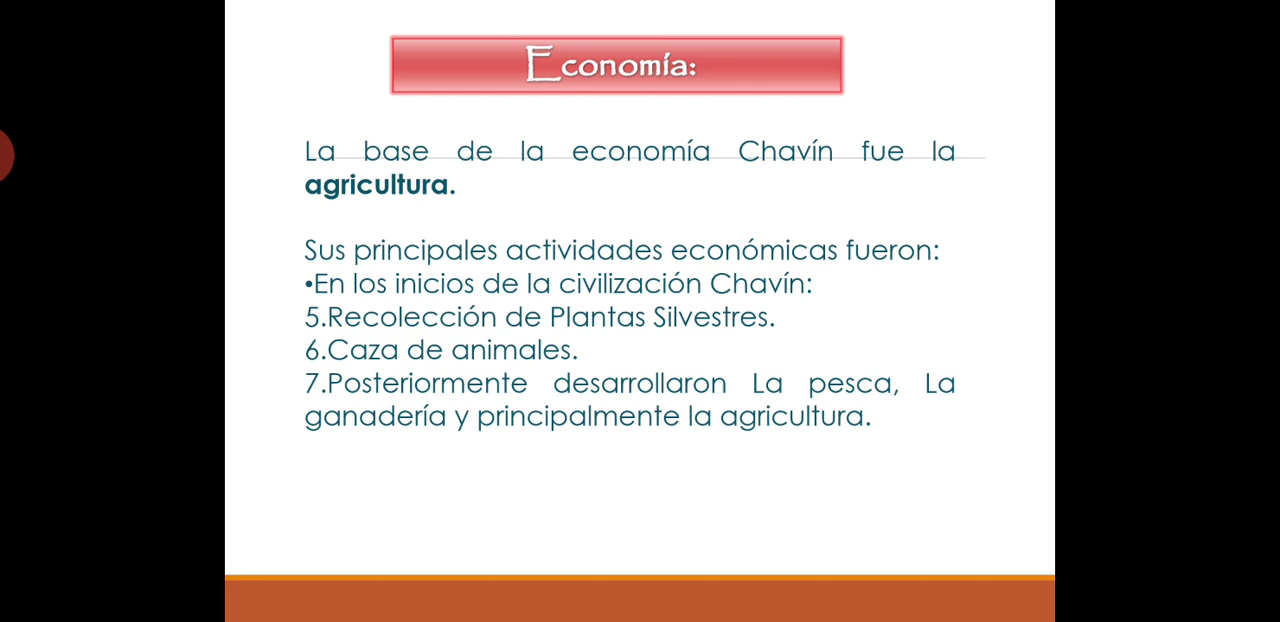 Economía:
La base de la economía Chavín fue la
agricultura.
Sus principales actividades económicas fueron:
•En los inicios de la civilización Chavín:
5.Recolección de Plantas Silvestres.
6.Caza de animales.
7.Posteriormente desarrollaron La pesca, La
ganadería y principalmente la agricultura.